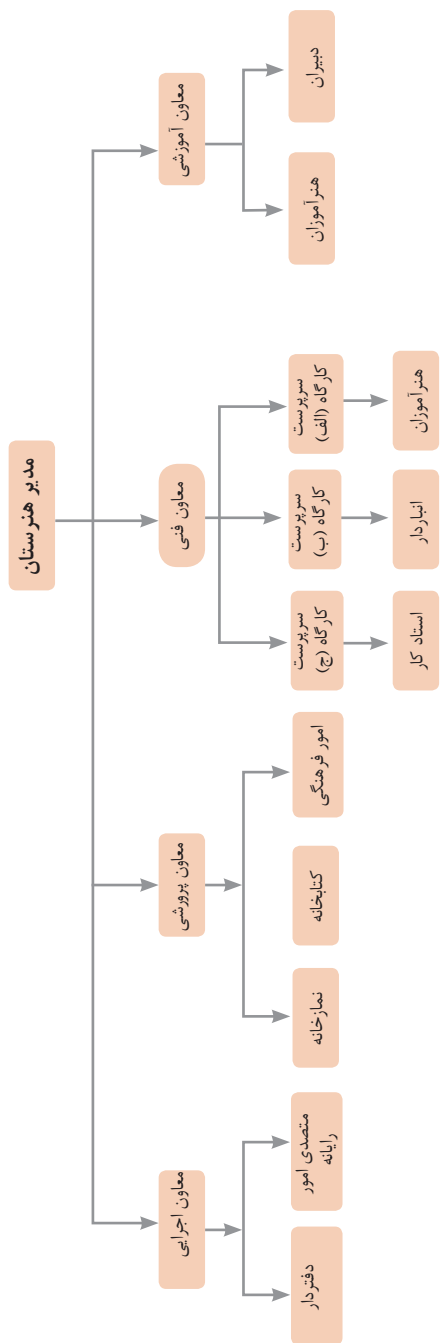 مدیر هنرستان
معاون آموزشی
معاون فنی
معاون پرورشی
معاون اجرایی
دبیران
هنرآموزان
سرپرست
کارگاه (الف)
سرپرست
کارگاه (ب)
سرپرست
کارگاه (ج)
امور فرهنگی
کتابخانه
نمازخانه
متصدی امور
رایانه
دفتردار
هنرآموزان
انباردار
استاد کار